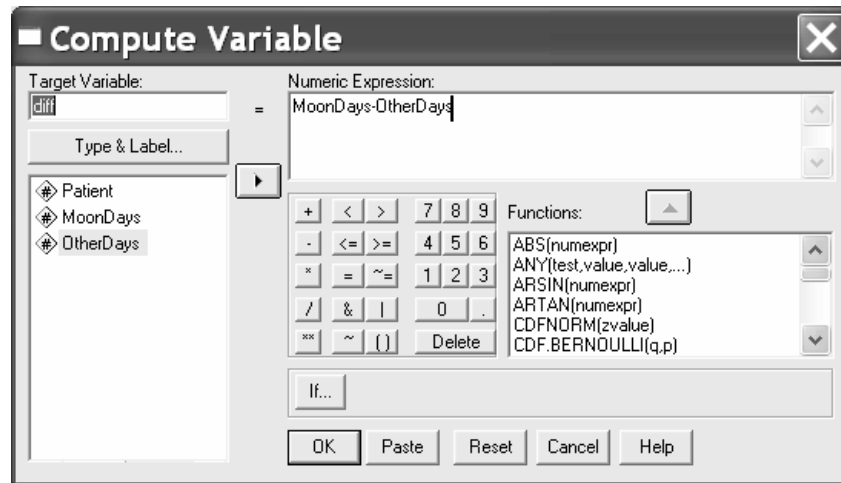 Compute Variable
Target Variable:
diff
=
Numeric Expression:
MoonDays-OtherDays
Type & Label...
Patient
MoonDays
OtherDays
+ < > 7 8 9
- <= >= 4 5 6
* = ~= 1 2 3
/ & | 0 .
** ~ () Delete
Functions:
ABS(numexpr)
ANY(test,value,value,...)
ARSIN(numexpr)
ARTAN(numexpr)
CDFNORM(zvalue)
CDF.BERNOULLI(q,p)
If...
OK Paste Reset Cancel Help